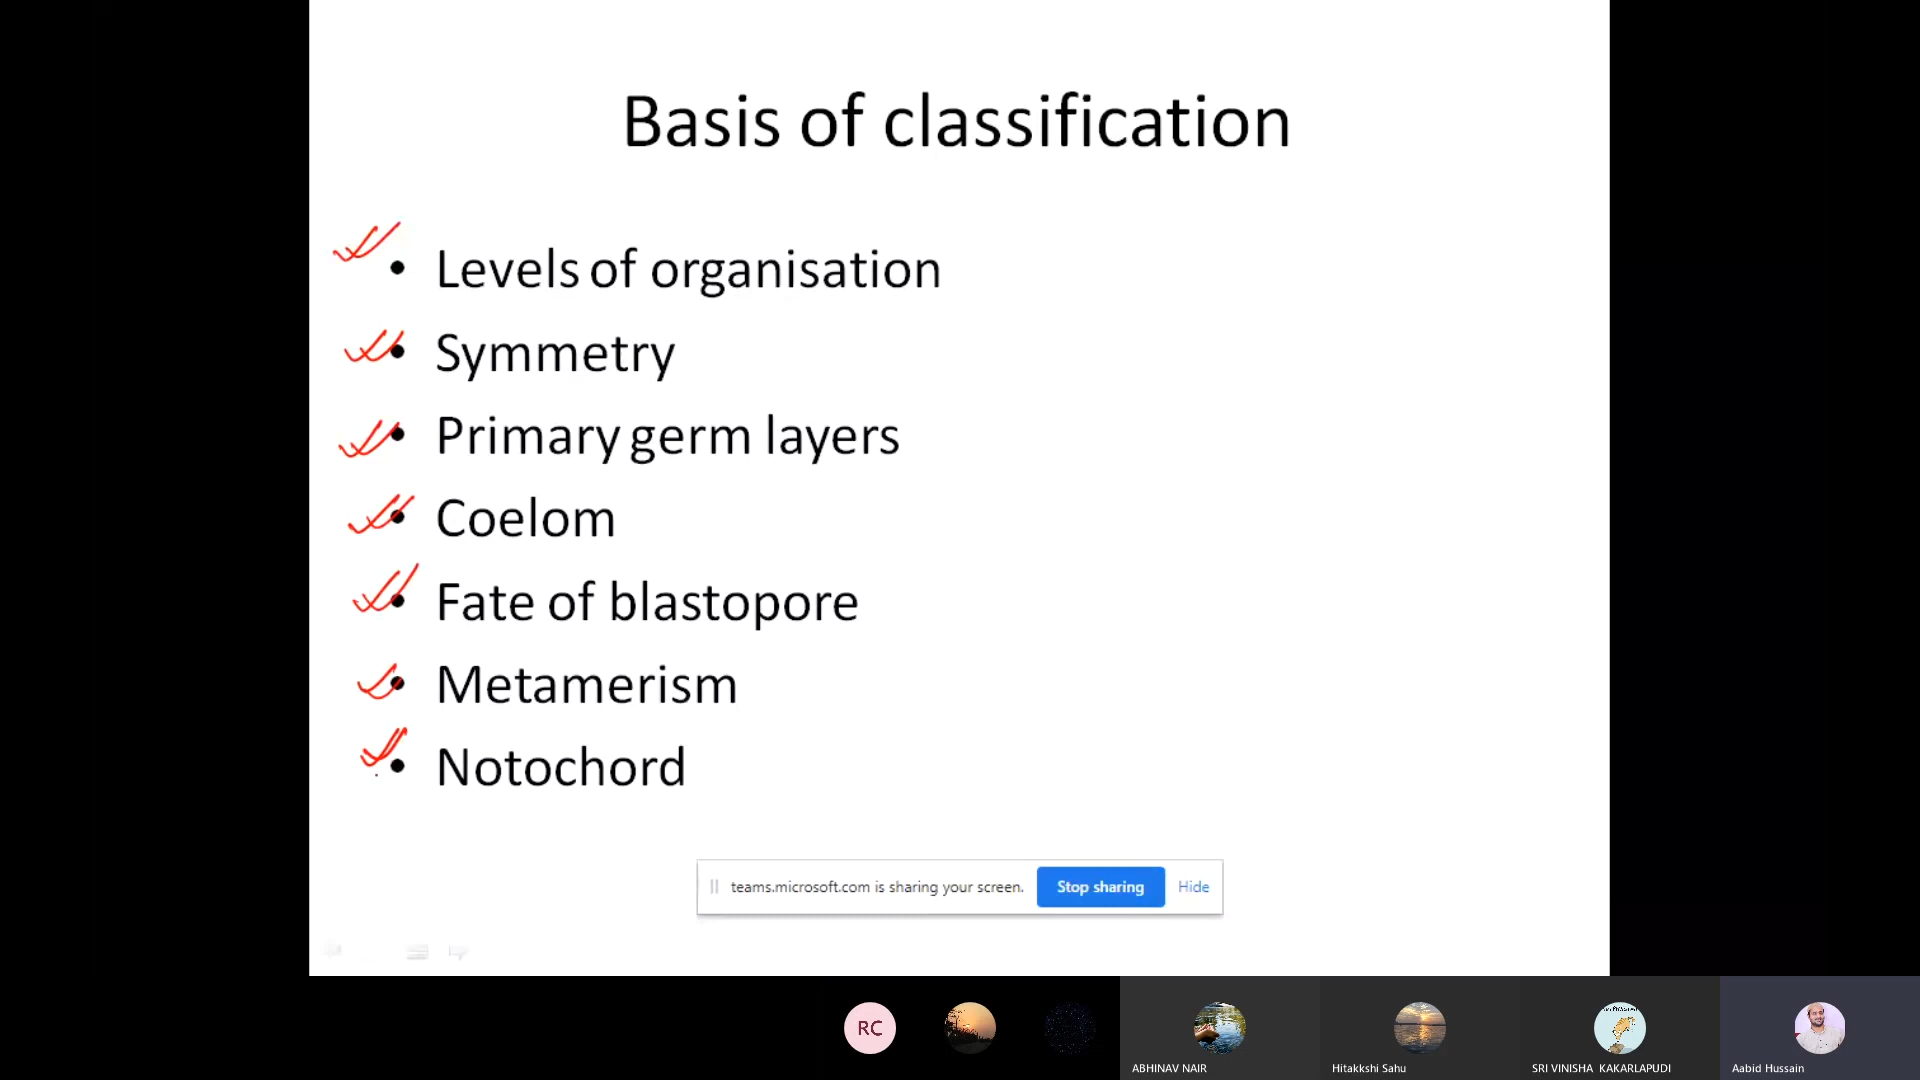 Basis of classification
• Levels of organisation
• Symmetry
• Primary germ layers
• Coelom
• Fate of blastopore
• Metamerism
• Notochord
teams.microsoft.com is sharing your screen. Stop sharing Hide
RC
ABHINAV NAIR Hitakkshi Sahu SRI VINISHA KAKARLAPUDI Aabid Hussain